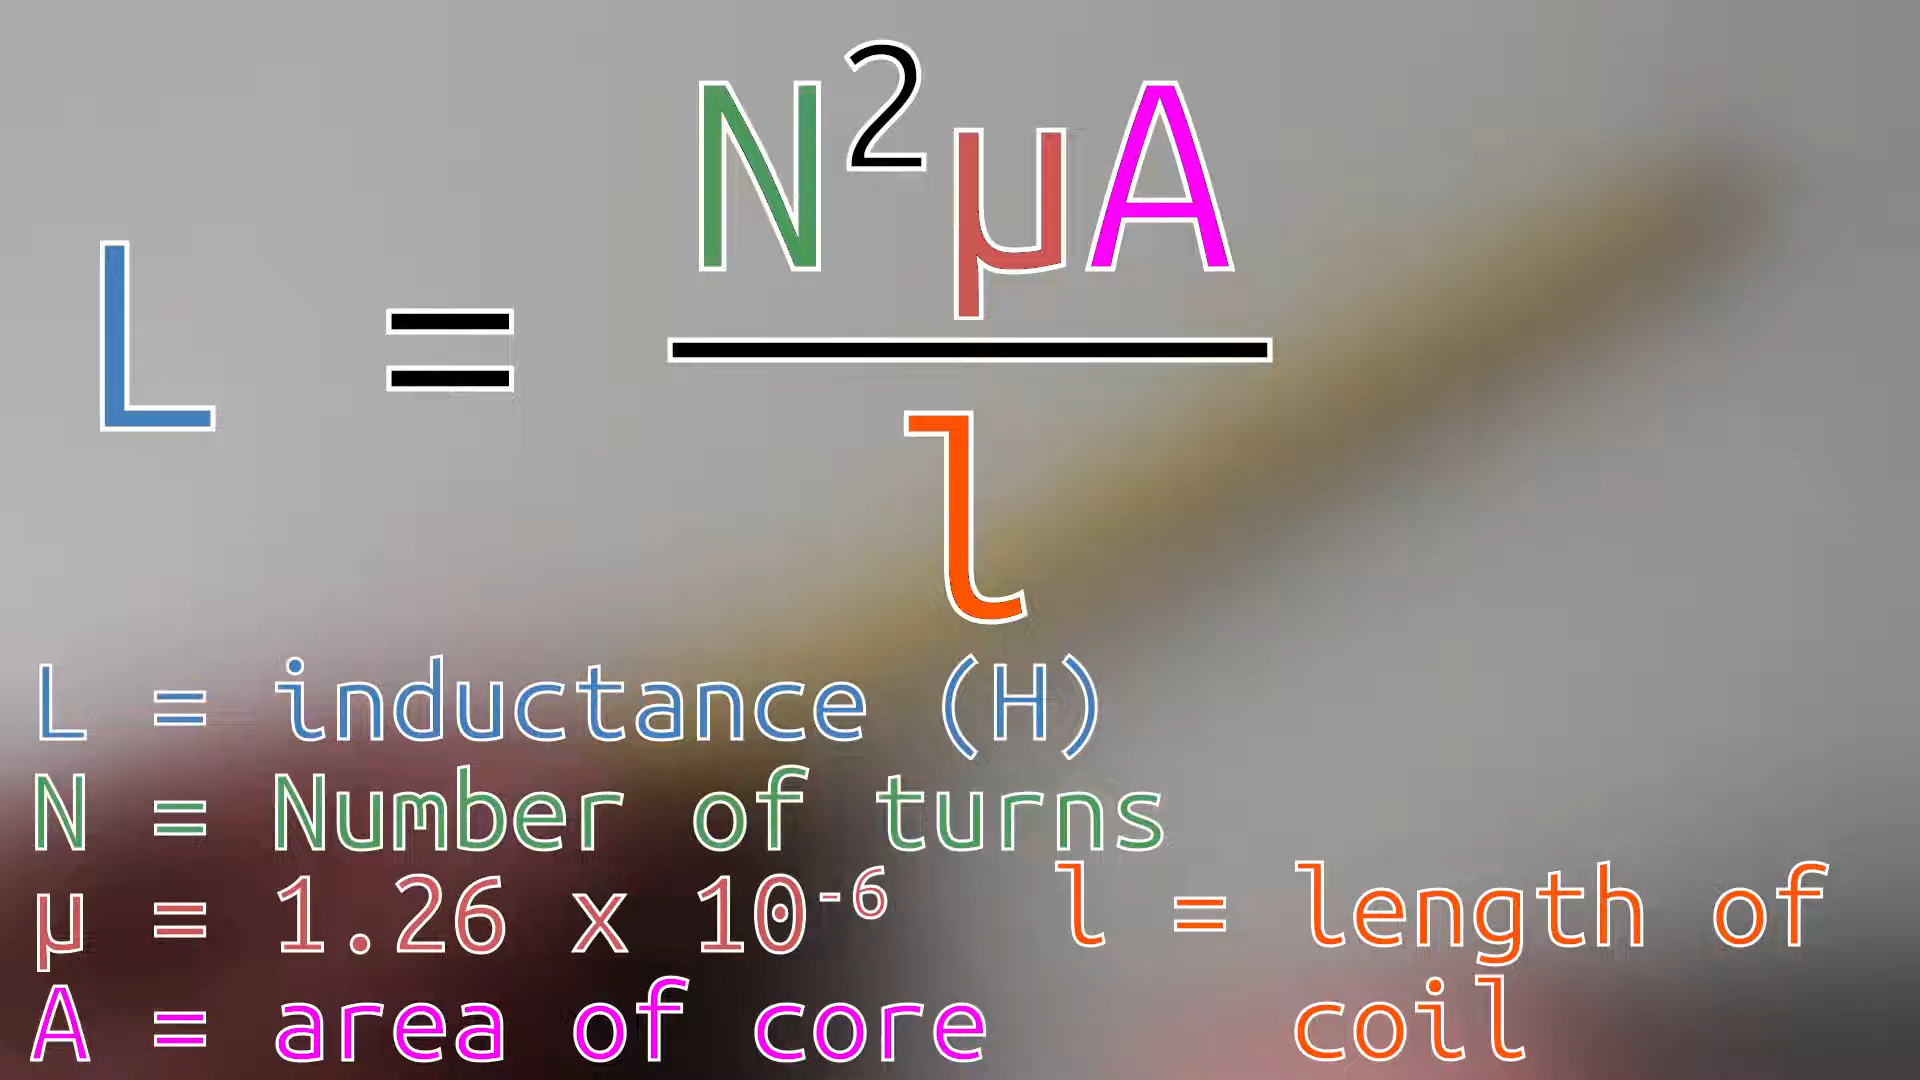 L = N²μA / l
L = inductance (H)
N = Number of turns
μ = 1.26 x 10⁻⁶
A = area of core
l = length of
coil